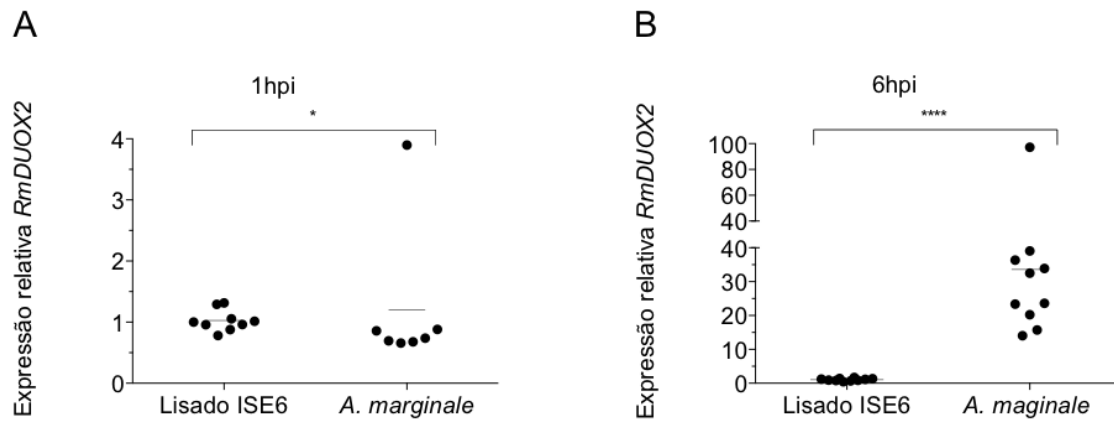 A
1hpi
*
Expressão relativa RmDUOX2
4
3
2
1
0
Lisado ISE6
A. marginale
B
6hpi
****
Expressão relativa RmDUOX2
100
80
60
40
40
30
20
10
0
Lisado ISE6
A. maginale